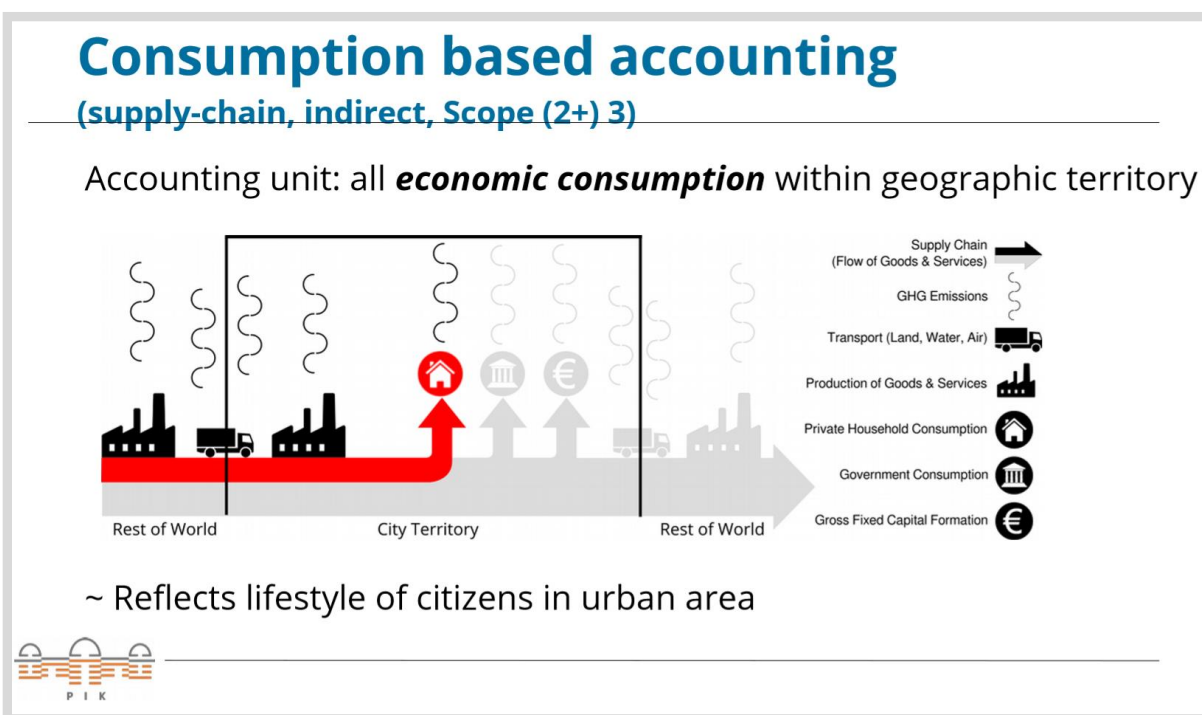 Consumption based accounting
(supply-chain, indirect, Scope (2+) 3)
Accounting unit: all economic consumption within geographic territory
Supply Chain
(Flow of Goods & Services)
GHG Emissions
Transport (Land, Water, Air)
Production of Goods & Services
Private Household Consumption
Government Consumption
Gross Fixed Capital Formation
€
€
Rest of World
City Territory
Rest of World
~ Reflects lifestyle of citizens in urban area
P I K